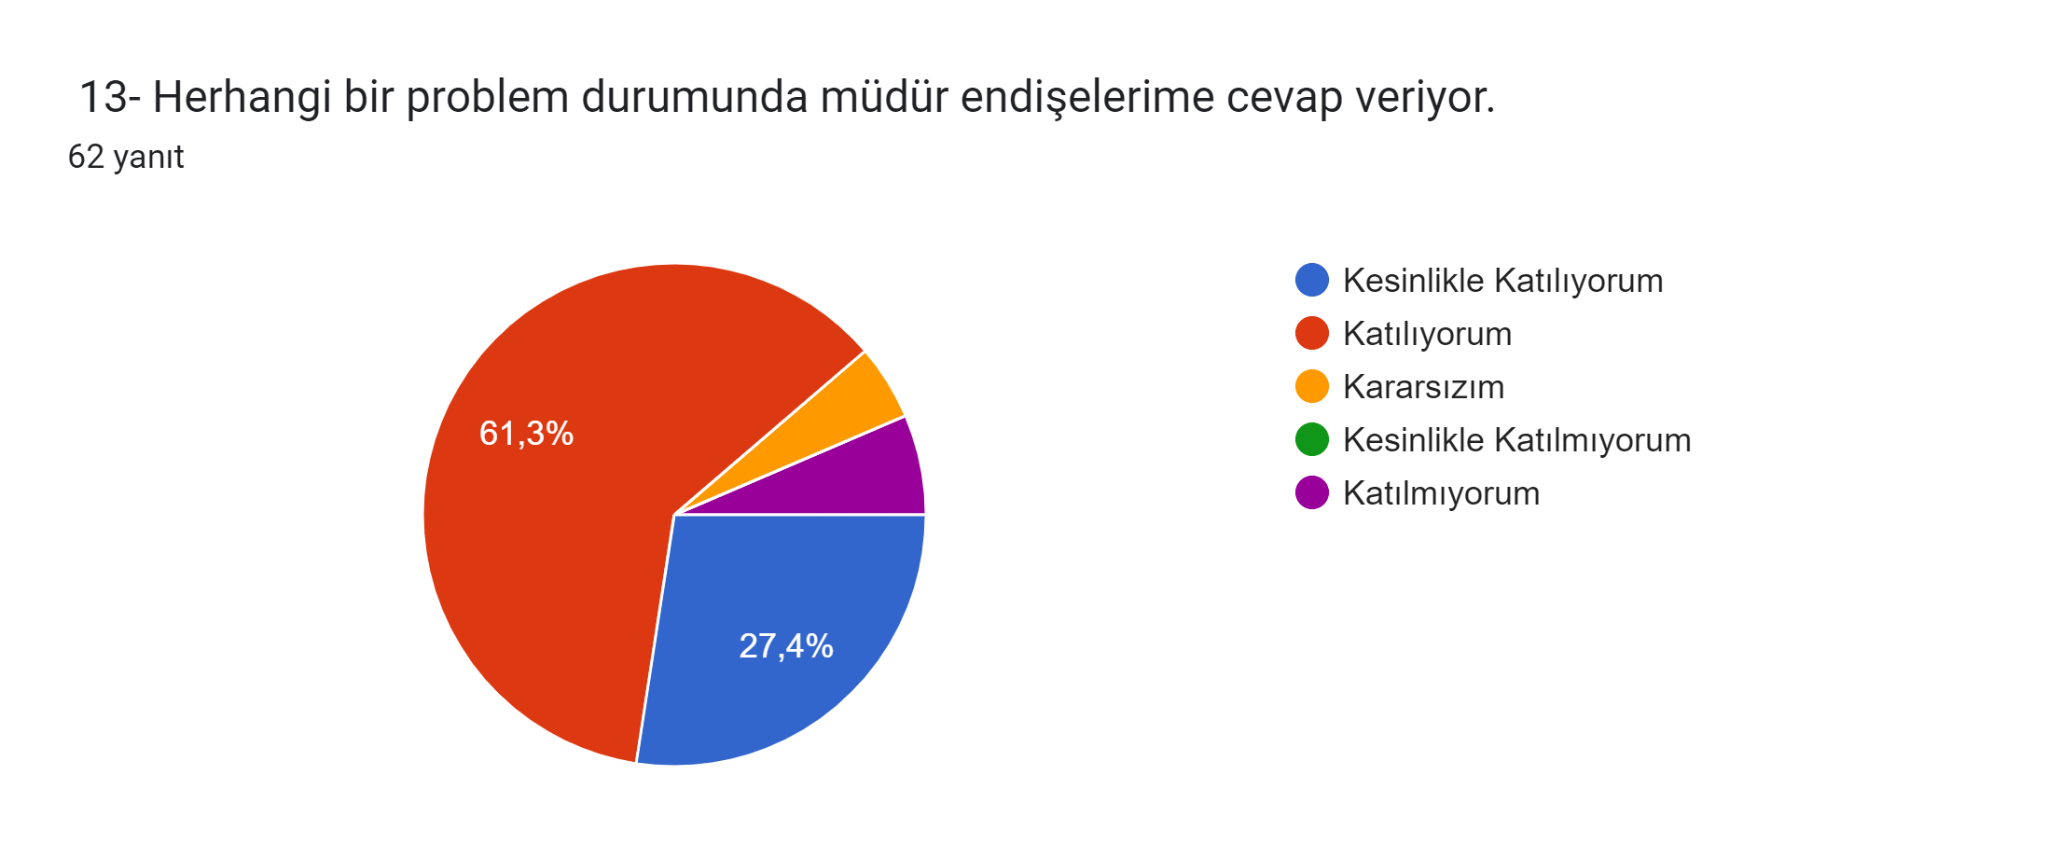 13- Herhangi bir problem durumunda müdür endişelerime cevap veriyor.
62 yanıt
61,3%
27,4%
Kesinlikle Katılıyorum
Katılıyorum
Kararsızım
Kesinlikle Katılmıyorum
Katılmıyorum